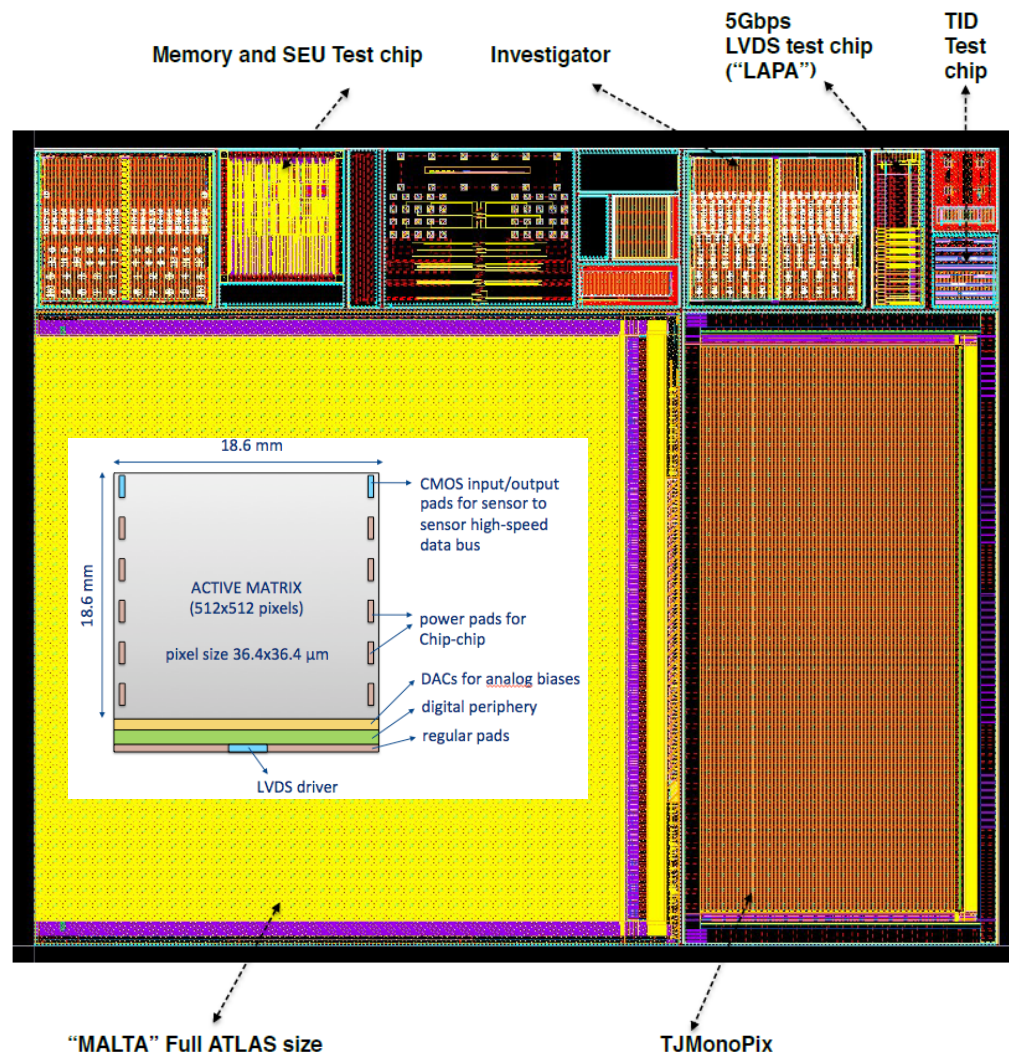 Memory and SEU Test chip
Investigator
5Gbps
LVDS test chip
(“LAPA”)
TID
Test
chip
18.6 mm
18.6 mm
CMOS input/output
pads for sensor to
sensor high-speed
data bus
ACTIVE MATRIX
(512x512 pixels)
pixel size 36.4x36.4 µm
power pads for
Chip-chip
DACs for analog biases
digital periphery
regular pads
LVDS driver
“MALTA” Full ATLAS size
TJMonoPix